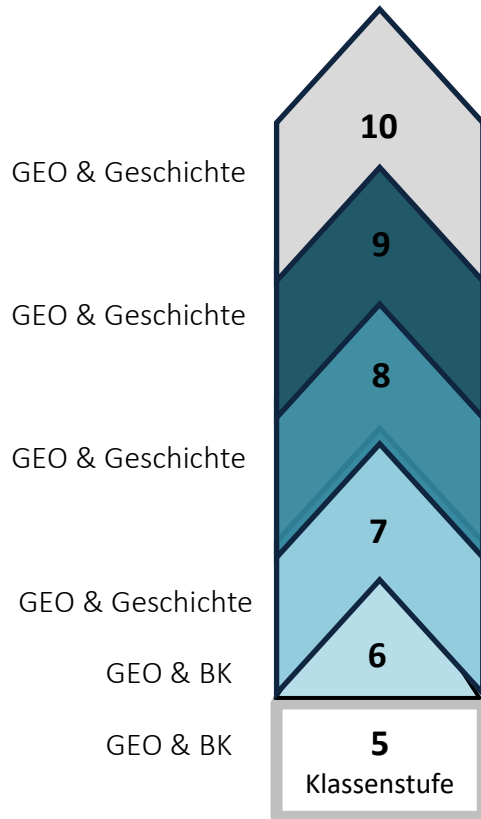 10
GEO & Geschichte
9
GEO & Geschichte
8
GEO & Geschichte
7
GEO & Geschichte
6
GEO & BK
GEO & BK
5
Klassenstufe